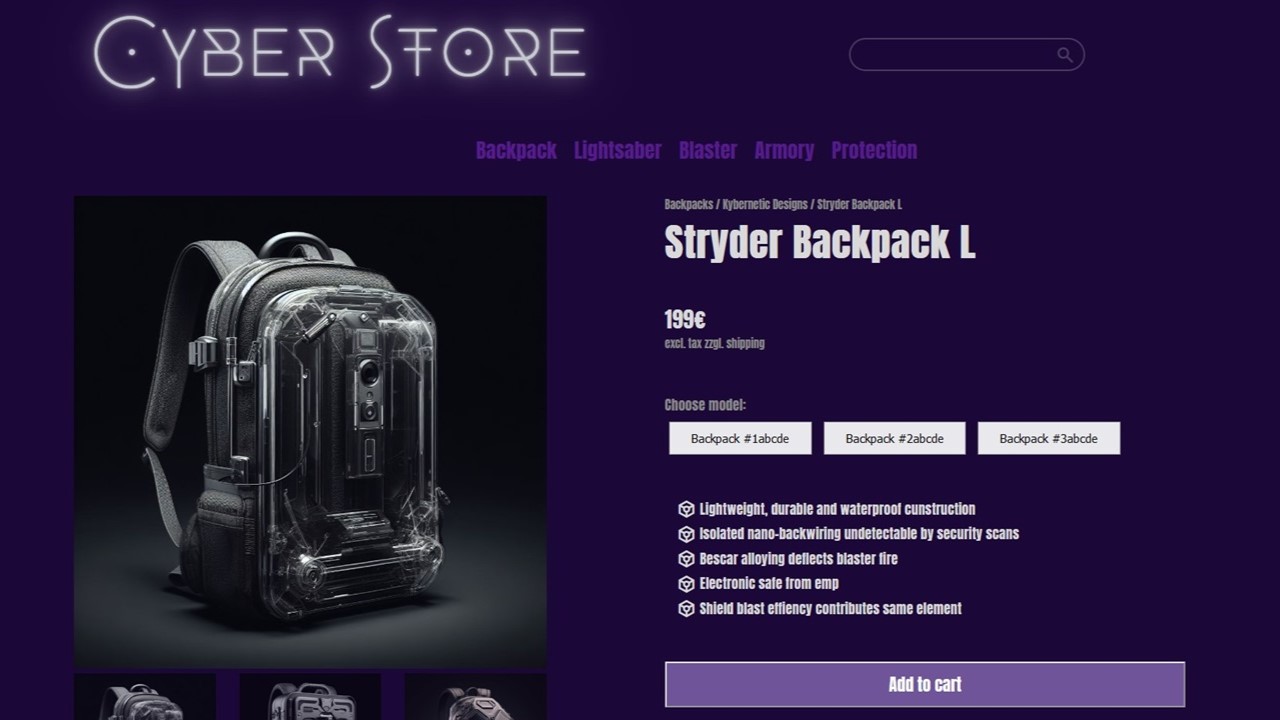 Cyber Store
Backpack Lightsaber Blaster Armory Protection
Backpacks / Kybernetic Designs / Stryder Backpack L
Stryder Backpack L
199€
excl. tax zzgl. shipping
Choose model:
Backpack #1abcde Backpack #2abcde Backpack #3abcde
Lightweight, durable and waterproof cunstruction
Isolated nano-backwiring undetectable by security scans
Bescar alloying deflects blaster fire
Electronic safe from emp
Shield blast effiency contributes same element
Add to cart